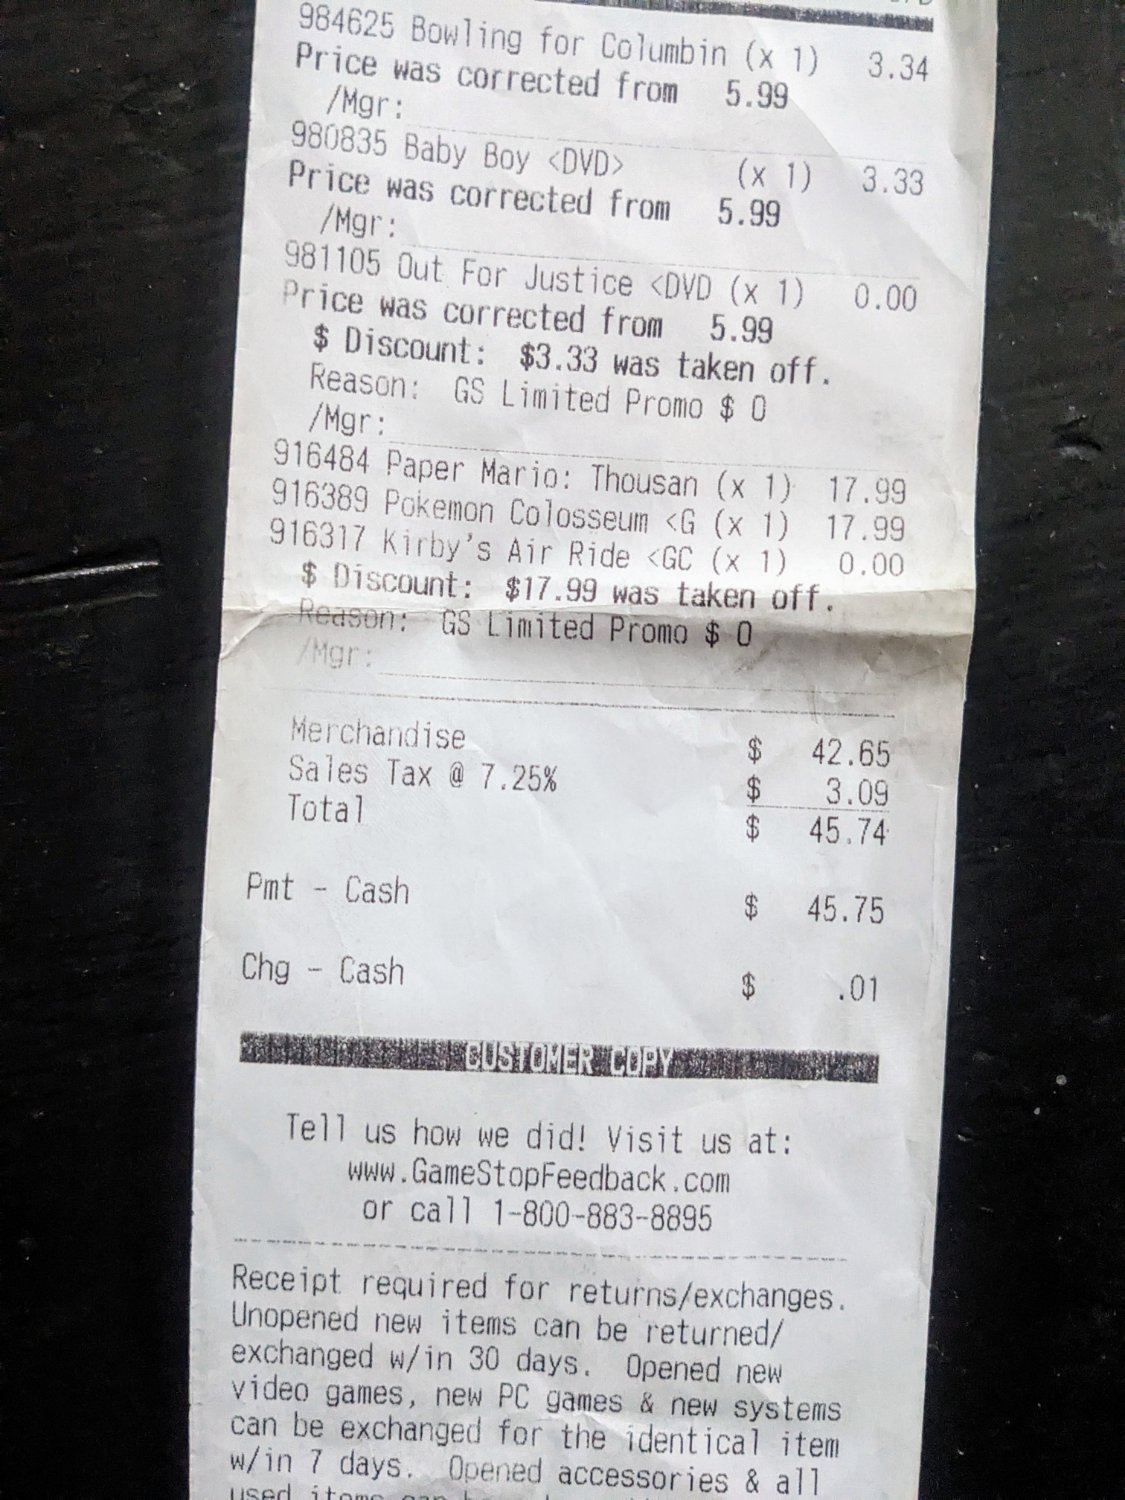 984625 Bowling for Columbin (x 1) 3.34
Price was corrected from 5.99
/Mgr:
980835 Baby Boy <DVD> (x 1) 3.33
Price was corrected from 5.99
/Mgr:
981105 Out For Justice <DVD (x 1) 0.00
Price was corrected from 5.99
$ Discount: $3.33 was taken off.
Reason: GS Limited Promo $ 0
/Mgr:
916484 Paper Mario: Thousan (x 1) 17.99
916389 Pokemon Colosseum <G (x 1) 17.99
916317 Kirby's Air Ride <GC (x 1) 0.00
$ Discount: $17.99 was taken off.
Reason: GS Limited Promo $ 0
/Mgr:
Merchandise $ 42.65
Sales Tax @ 7.25% $ 3.09
Total $ 45.74
Pmt - Cash $ 45.75
Chg - Cash $ .01
CUSTOMER COPY
Tell us how we did! Visit us at:
www.GameStopFeedback.com
or call 1-800-883-8895
Receipt required for returns/exchanges.
Unopened new items can be returned/
exchanged w/in 30 days. Opened new
video games, new PC games & new systems
can be exchanged for the identical item
w/in 7 days. Opened accessories & all
used items can